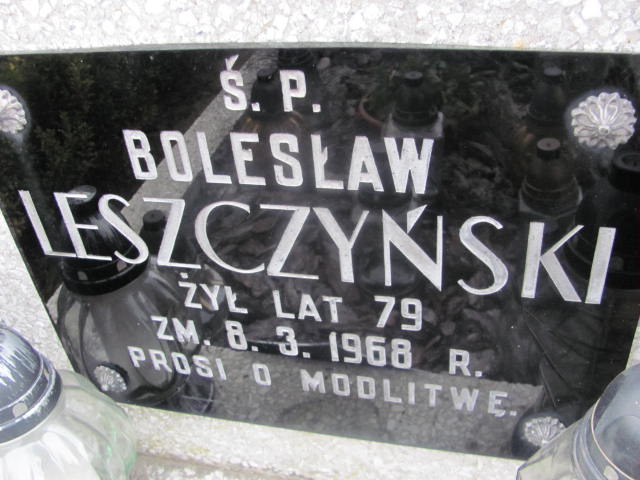 Ś. P.
BOLESŁAW
LESZCZYŃSKI
ŻYŁ LAT 79
ZM. 8. 3. 1968 R.
PROSI O MODLITWĘ.